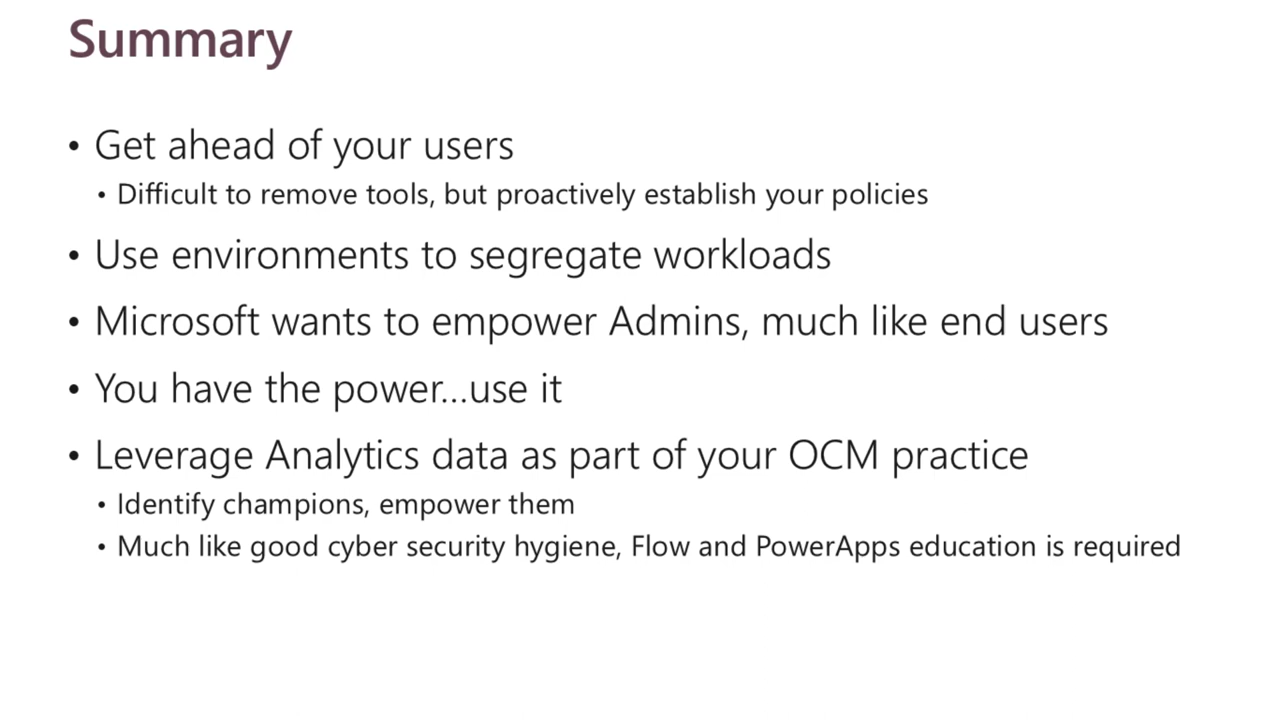 Summary
• Get ahead of your users
• Difficult to remove tools, but proactively establish your policies
• Use environments to segregate workloads
• Microsoft wants to empower Admins, much like end users
• You have the power...use it
• Leverage Analytics data as part of your OCM practice
• Identify champions, empower them
• Much like good cyber security hygiene, Flow and PowerApps education is required